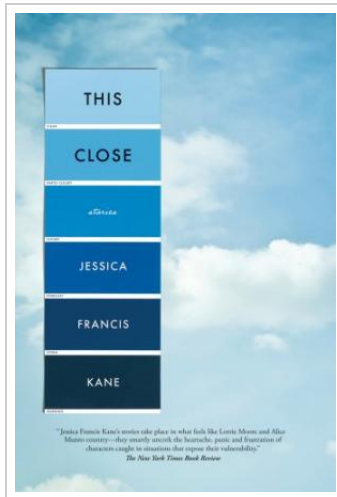 THIS
CLOSE
stories
JESSICA
FRANCIS
KANE
"Jessica Francis Kane's stories take place in what feels like Lorrie Moore and Alice
Munro country—they smartly uncork the heartache, panic and frustration of
characters caught in situations that expose their vulnerability."
The New York Times Book Review